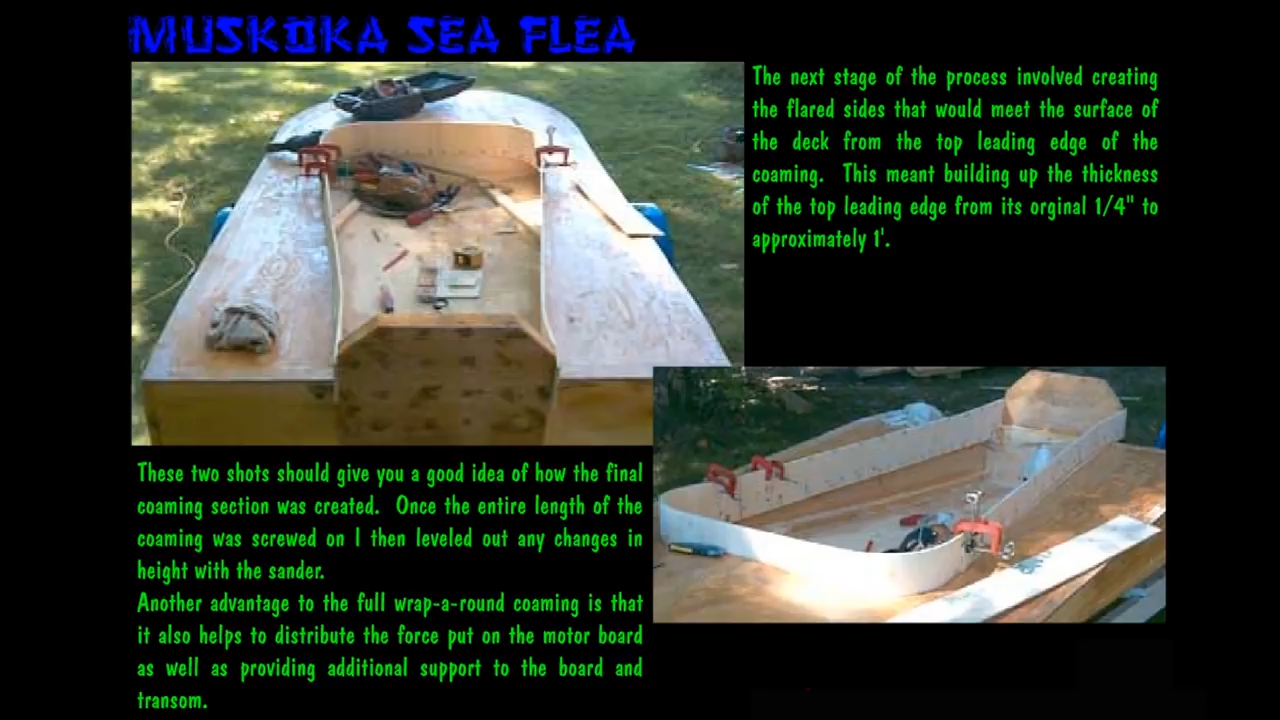 MUSKOKA SEA FLEA
The next stage of the process involved creating
the flared sides that would meet the surface of
the deck from the top leading edge of the
coaming. This meant building up the thickness
of the top leading edge from its orginal 1/4" to
approximately 1'.
These two shots should give you a good idea of how the final
coaming section was created. Once the entire length of the
coaming was screwed on I then leveled out any changes in
height with the sander.
Another advantage to the full wrap-a-round coaming is that
it also helps to distribute the force put on the motor board
as well as providing additional support to the board and
transom.